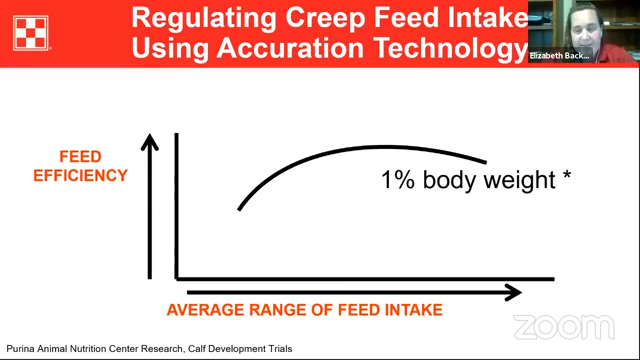 Regulating Creep Feed Intake
Using Accuration Technology
Elizabeth Back...
FEED
EFFICIENCY
1% body weight *
AVERAGE RANGE OF FEED INTAKE
Purina Animal Nutrition Center Research, Calf Development Trials
zoom